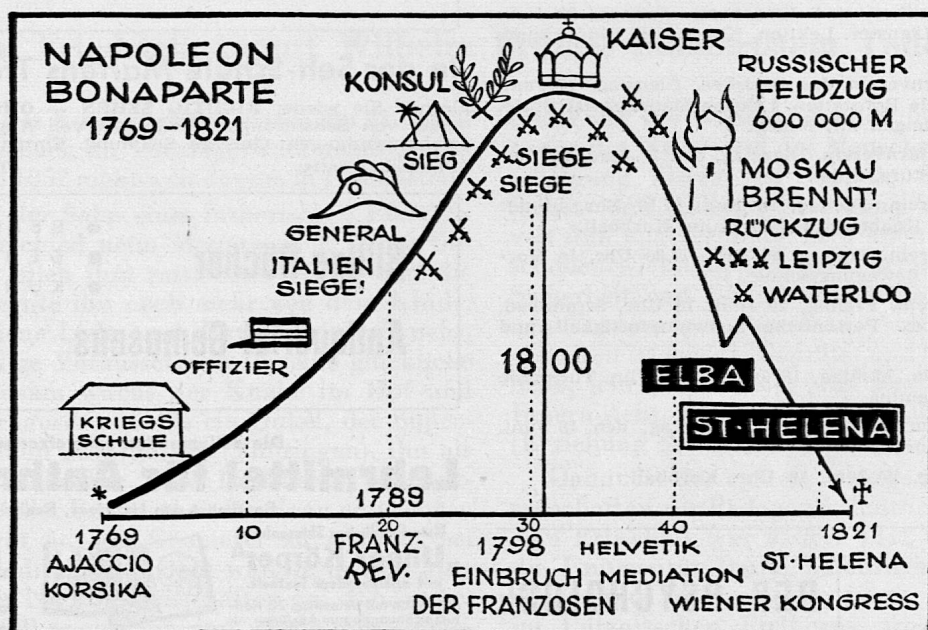 NAPOLEON
BONAPARTE
1769-1821
KONSUL
KAISER
RUSSISCHER
FELDZUG
600 000 M
SIEG
SIEGE
SIEGE
MOSKAU
BRENNT!
RÜCKZUG
LEIPZIG
WATERLOO
GENERAL
ITALIEN
SIEGE!
OFFIZIER
KRIEGS
SCHULE
1800
ELBA
ST·HELENA
1789
1769
AJACCIO
KORSIKA
10
20
FRANZ-
REV.
30
1798 HELVETIK
EINBRUCH MEDIATION
DER FRANZOSEN WIENER KONGRESS
40
1821
ST·HELENA